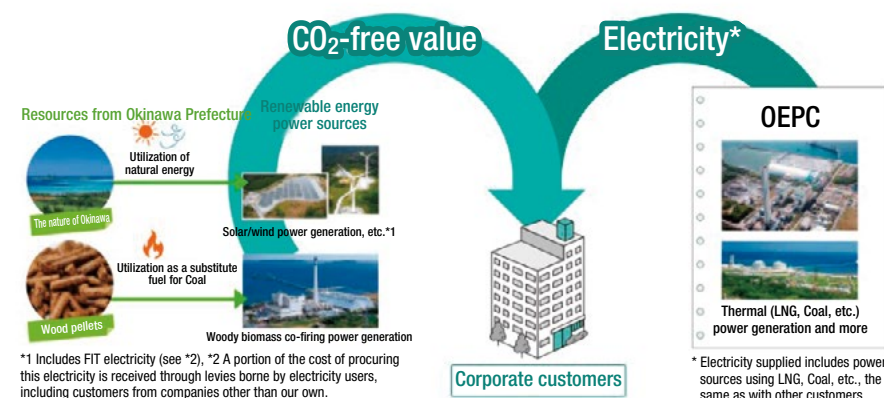 CO₂-free value
Electricity*
Resources from Okinawa Prefecture
Renewable energy
power sources
OEPC
Utilization of
natural energy
The nature of Okinawa
Solar/wind power generation, etc.*1
Utilization as a substitute
fuel for Coal
Wood pellets
Woody biomass co-firing power generation
Thermal (LNG, Coal, etc.)
power generation and more
*1 Includes FIT electricity (see *2), *2 A portion of the cost of procuring
this electricity is received through levies borne by electricity users,
including customers from companies other than our own.
Corporate customers
* Electricity supplied includes power
sources using LNG, Coal, etc., the
same as with other customers